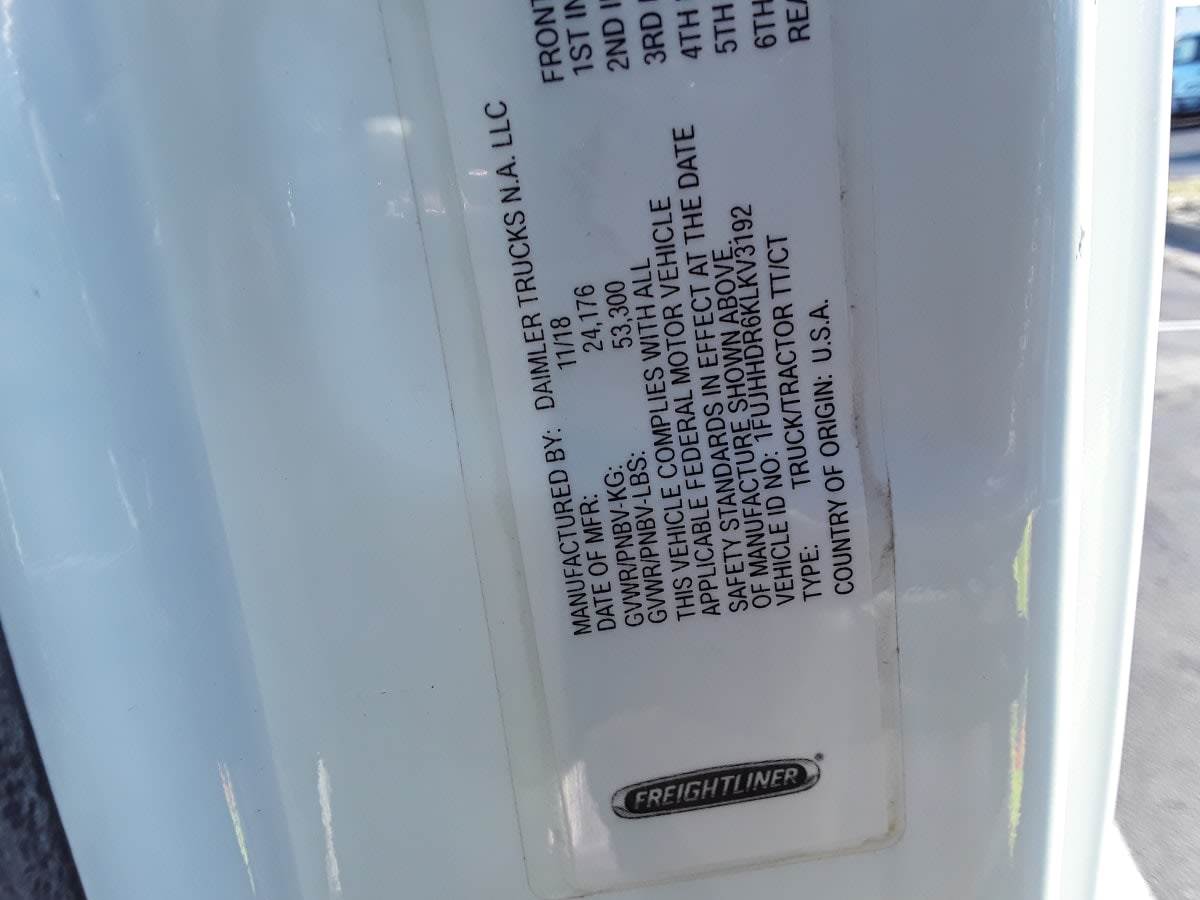 FREIGHTLINER
MANUFACTURED BY: DAIMLER TRUCKS N.A. LLC
DATE OF MFR: 11/18
GVWR/PNBV-KG: 24,176
GVWR/PNBV-LBS: 53,300
THIS VEHICLE COMPLIES WITH ALL
APPLICABLE FEDERAL MOTOR VEHICLE
SAFETY STANDARDS IN EFFECT AT THE DATE
OF MANUFACTURE SHOWN ABOVE.
VEHICLE ID NO: 1FUJHHDR6KLKV3192
TYPE: TRUCK/TRACTOR TT/CT
COUNTRY OF ORIGIN: U.S.A.
FRONT
1ST IN
2ND I
3RD
4TH
5TH
6TH
REA